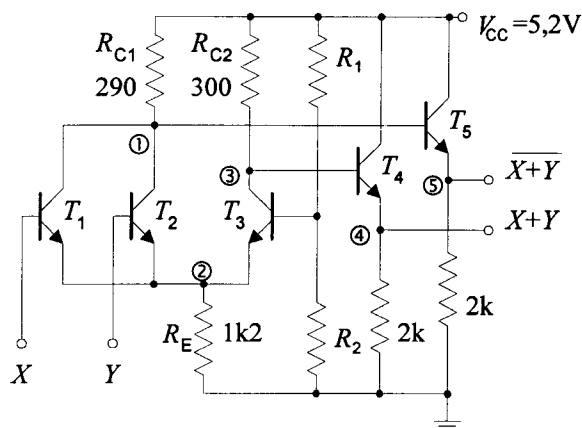 R_C1
290
R_C2
300
R_1
V_CC = 5,2V
①
T_1
T_2
③
T_3
T_4
T_5
⑤
\overline{X+Y}
④
X+Y
②
R_E
1k2
R_2
2k
2k
X
Y